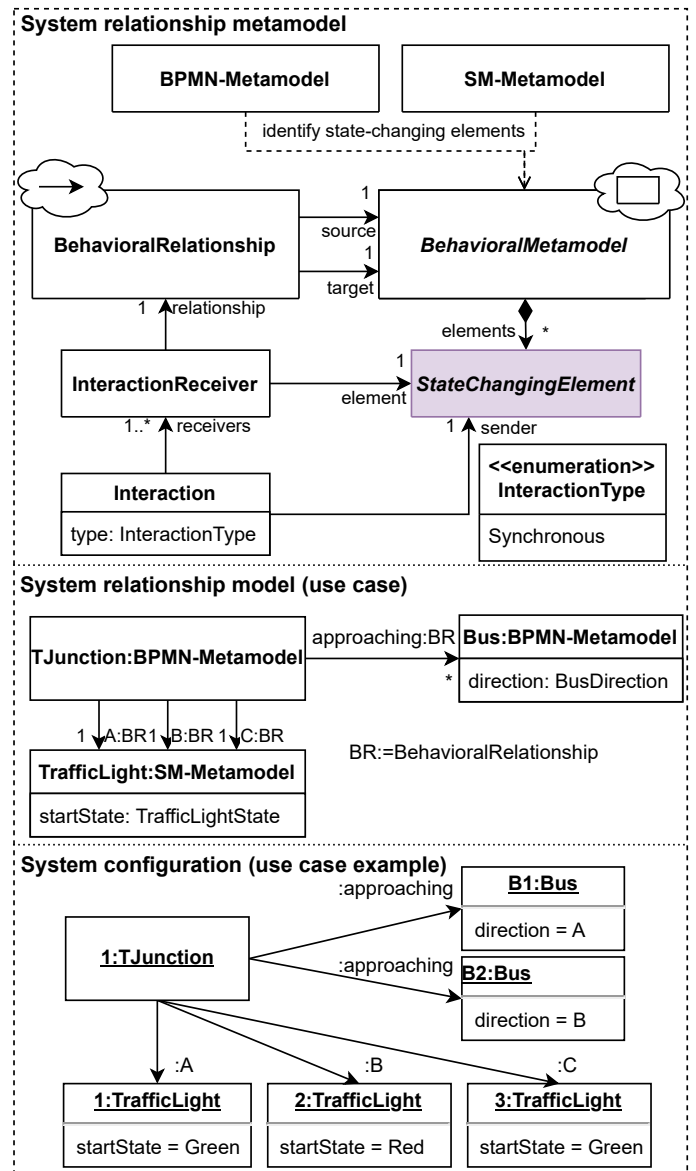 System relationship metamodel
BPMN-Metamodel
SM-Metamodel
identify state-changing elements
BehavioralRelationship
1
source
1
target
BehavioralMetamodel
1 relationship
elements *
InteractionReceiver
1
element
StateChangingElement
1..* receivers
1 sender
Interaction
type: InteractionType
<<enumeration>>
InteractionType
Synchronous
System relationship model (use case)
TJunction:BPMN-Metamodel
approaching:BR
*
Bus:BPMN-Metamodel
direction: BusDirection
1 A:BR 1 B:BR 1 C:BR
BR:=BehavioralRelationship
TrafficLight:SM-Metamodel
startState: TrafficLightState
System configuration (use case example)
:approaching
B1:Bus
direction = A
1:TJunction
:approaching
B2:Bus
direction = B
:A
:B
:C
1:TrafficLight
startState = Green
2:TrafficLight
startState = Red
3:TrafficLight
startState = Green